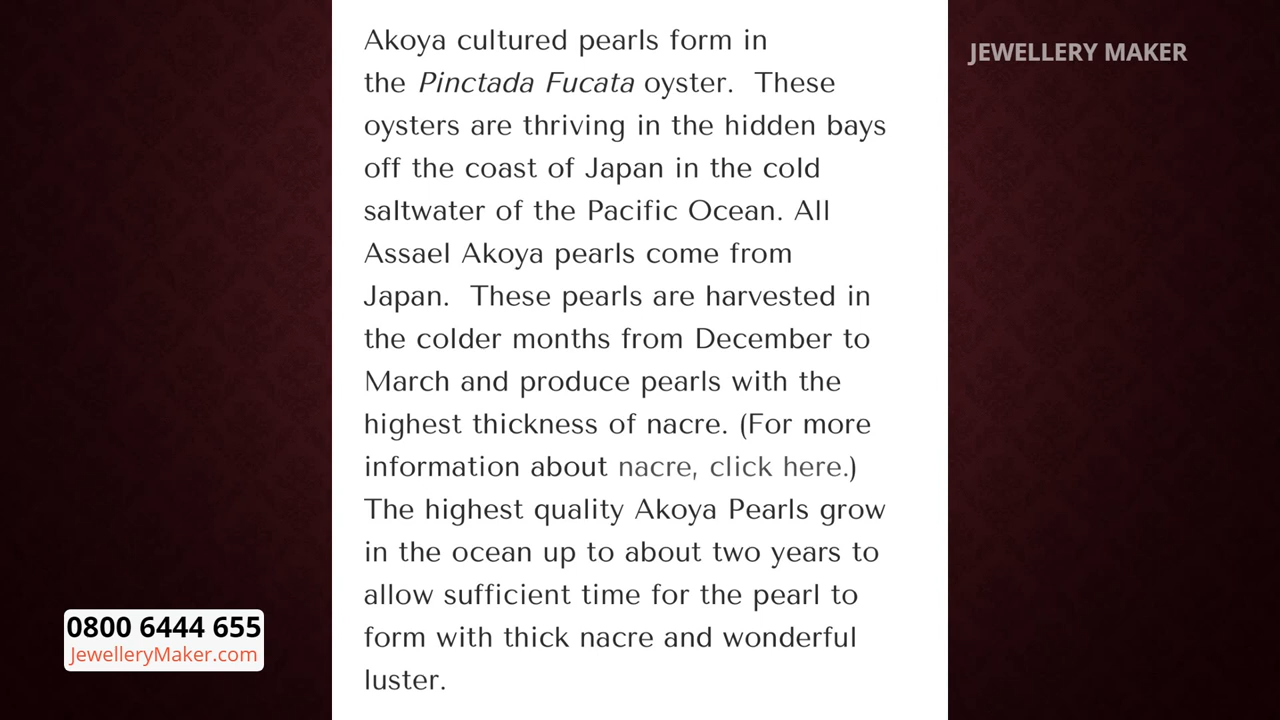 Akoya cultured pearls form in
the Pinctada Fucata oyster.  These
oysters are thriving in the hidden bays
off the coast of Japan in the cold
saltwater of the Pacific Ocean. All
Assael Akoya pearls come from
Japan.  These pearls are harvested in
the colder months from December to
March and produce pearls with the
highest thickness of nacre. (For more
information about nacre, click here.)
The highest quality Akoya Pearls grow
in the ocean up to about two years to
allow sufficient time for the pearl to
form with thick nacre and wonderful
luster.
JEWELLERY MAKER
0800 6444 655
JewelleryMaker.com